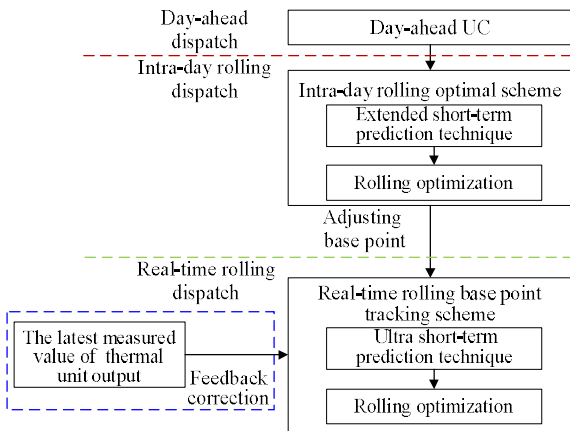 Day-ahead
dispatch
Day-ahead UC
Intra-day rolling
dispatch
Intra-day rolling optimal scheme
Extended short-term
prediction technique
Rolling optimization
Adjusting
base point
Real-time rolling
dispatch
Real-time rolling base point
tracking scheme
Ultra short-term
prediction technique
Rolling optimization
The latest measured
value of thermal
unit output
Feedback
correction